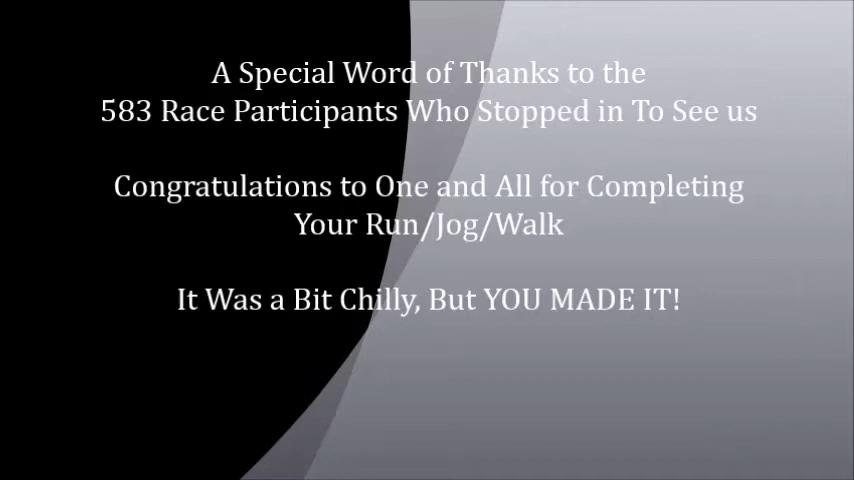 A Special Word of Thanks to the
583 Race Participants Who Stopped in To See us
Congratulations to One and All for Completing
Your Run/Jog/Walk
It Was a Bit Chilly, But YOU MADE IT!